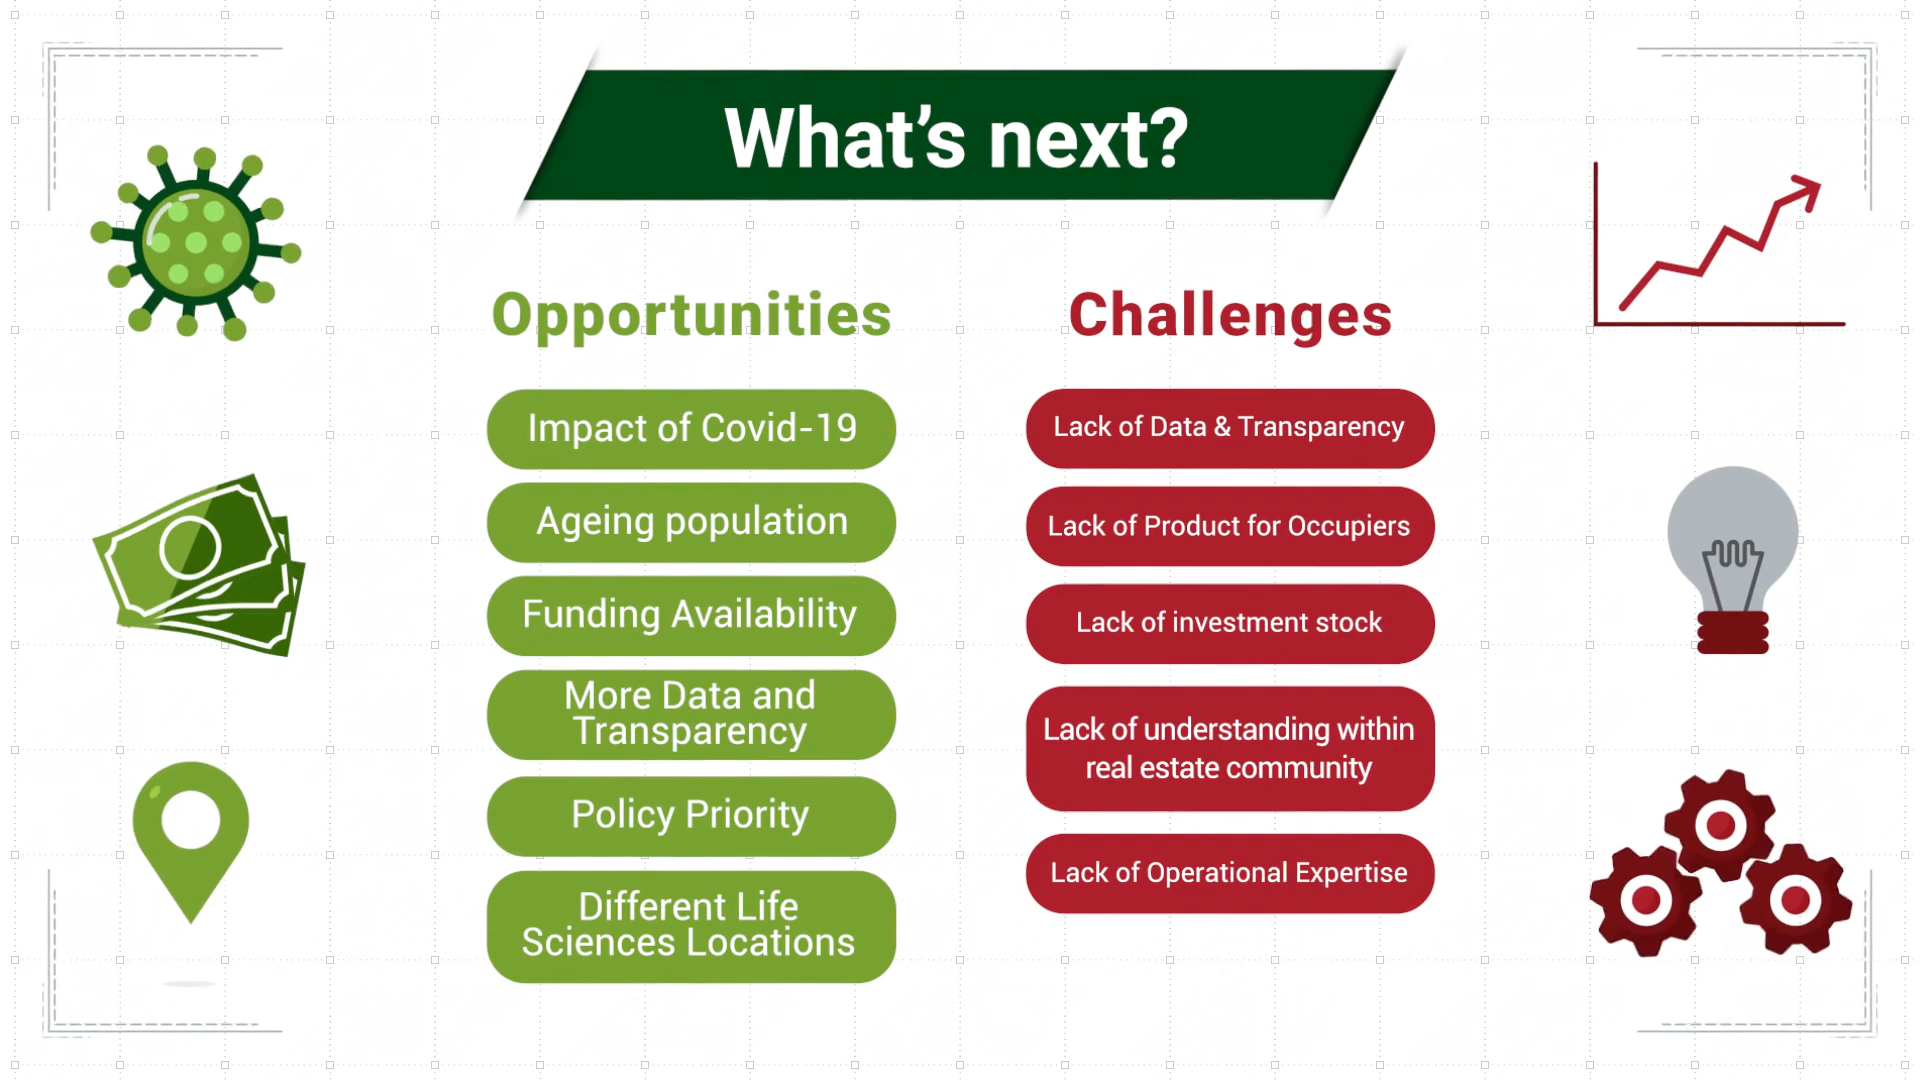 What's next?
Opportunities
Impact of Covid-19
Ageing population
Funding Availability
More Data and
Transparency
Policy Priority
Different Life
Sciences Locations
Challenges
Lack of Data & Transparency
Lack of Product for Occupiers
Lack of investment stock
Lack of understanding within
real estate community
Lack of Operational Expertise